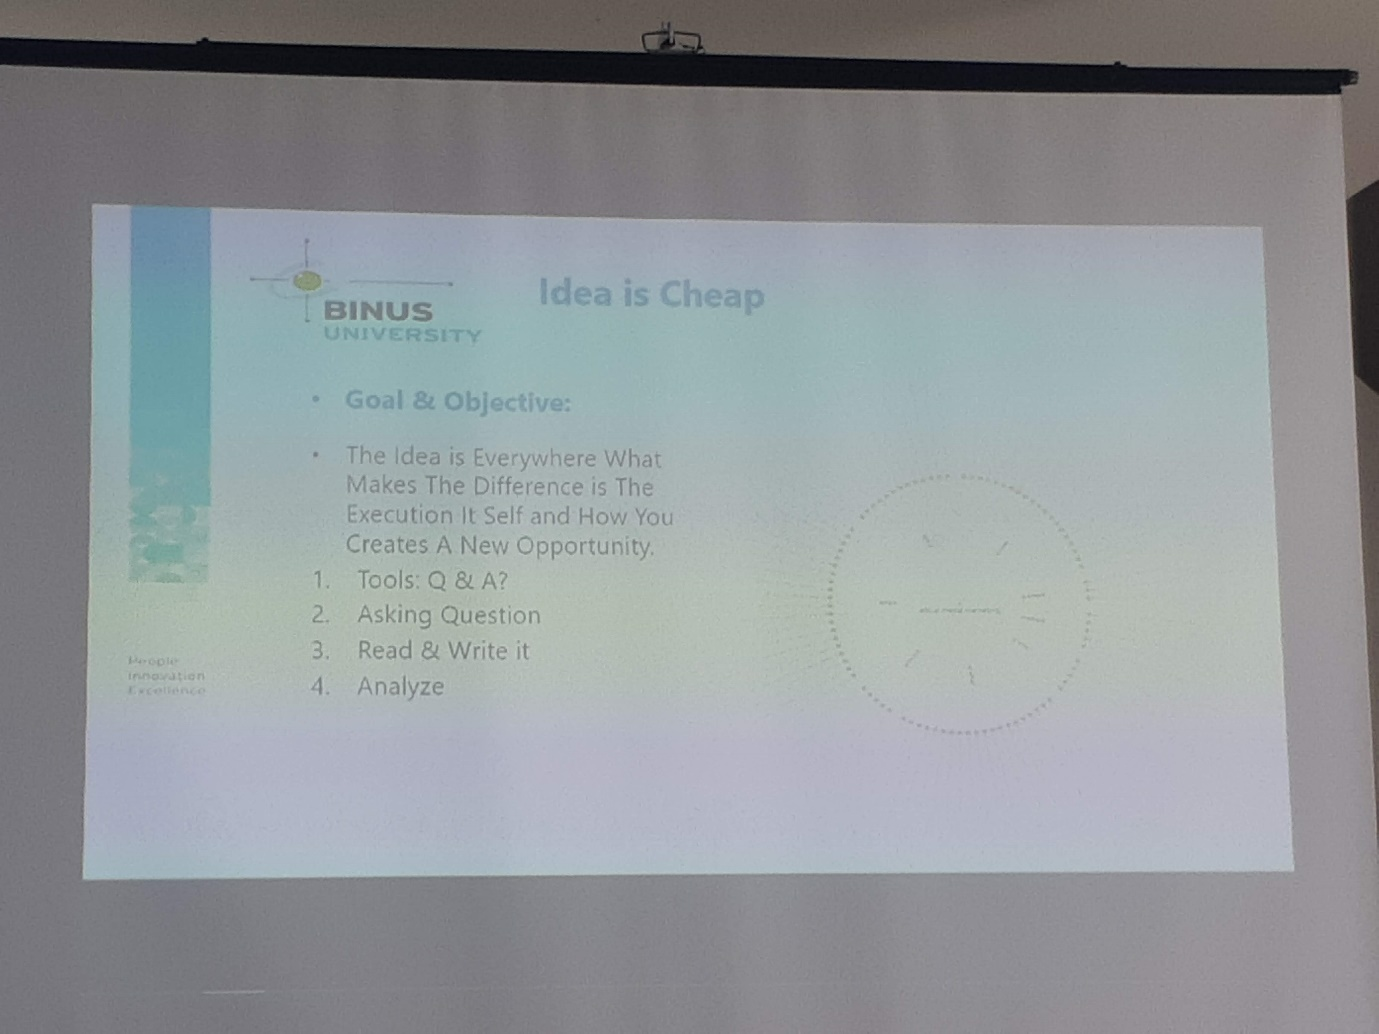 BINUS
UNIVERSITY
Idea is Cheap
• Goal & Objective:
• The Idea is Everywhere What
Makes The Difference is The
Execution It Self and How You
Creates A New Opportunity.
1. Tools: Q & A?
2. Asking Question
3. Read & Write it
4. Analyze
People
Innovation
Excellence